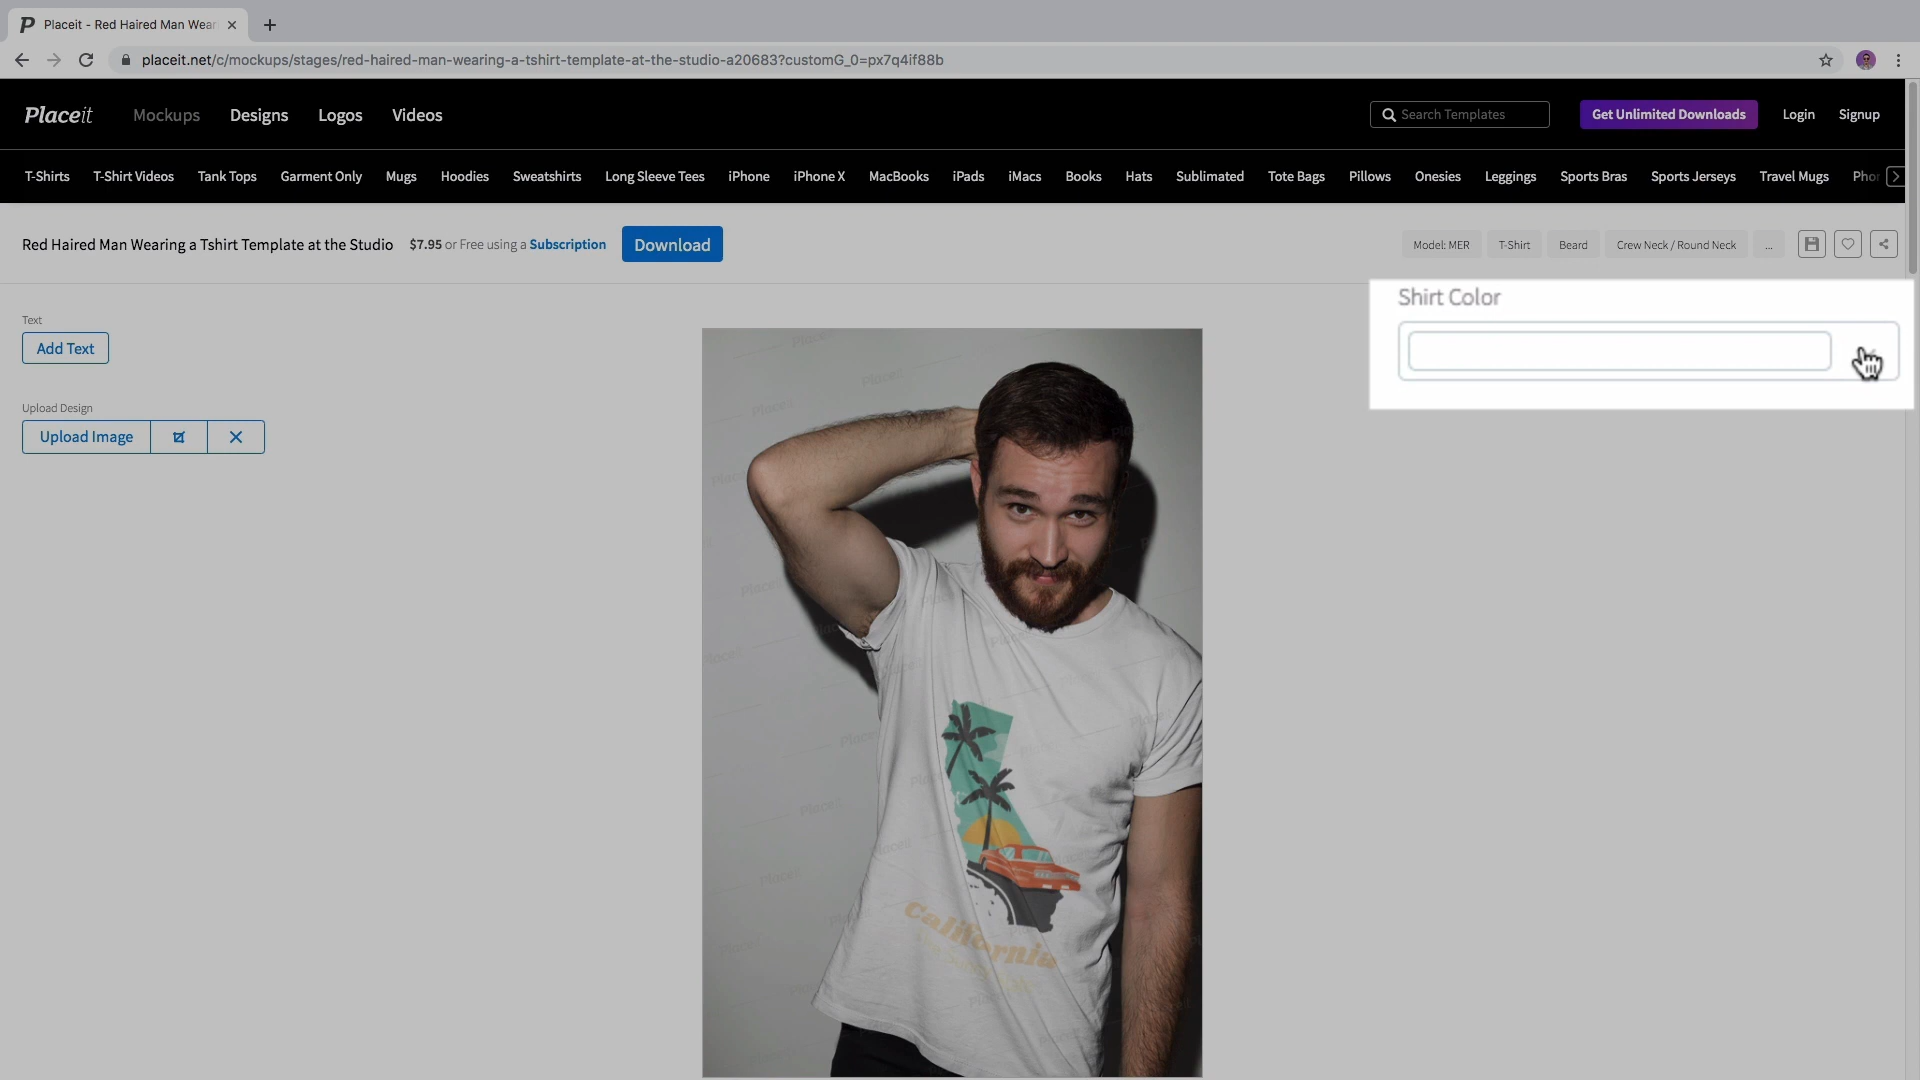 P Placeit - Red Haired Man Wear
placeit.net/c/mockups/stages/red-haired-man-wearing-a-tshirt-template-at-the-studio-a20683?customG_0=px7q4if88b
Placeit Mockups Designs Logos Videos Search Templates Get Unlimited Downloads Login Signup
T-Shirts T-Shirt Videos Tank Tops Garment Only Mugs Hoodies Sweatshirts Long Sleeve Tees iPhone iPhone X MacBooks iPads iMacs Books Hats Sublimated Tote Bags Pillows Onesies Leggings Sports Bras Sports Jerseys Travel Mugs Phon
Red Haired Man Wearing a Tshirt Template at the Studio $7.95 or Free using a Subscription Download Model: MER T-Shirt Beard Crew Neck / Round Neck ...
Shirt Color
Text
Add Text
Upload Design
Upload Image
Placeit
California